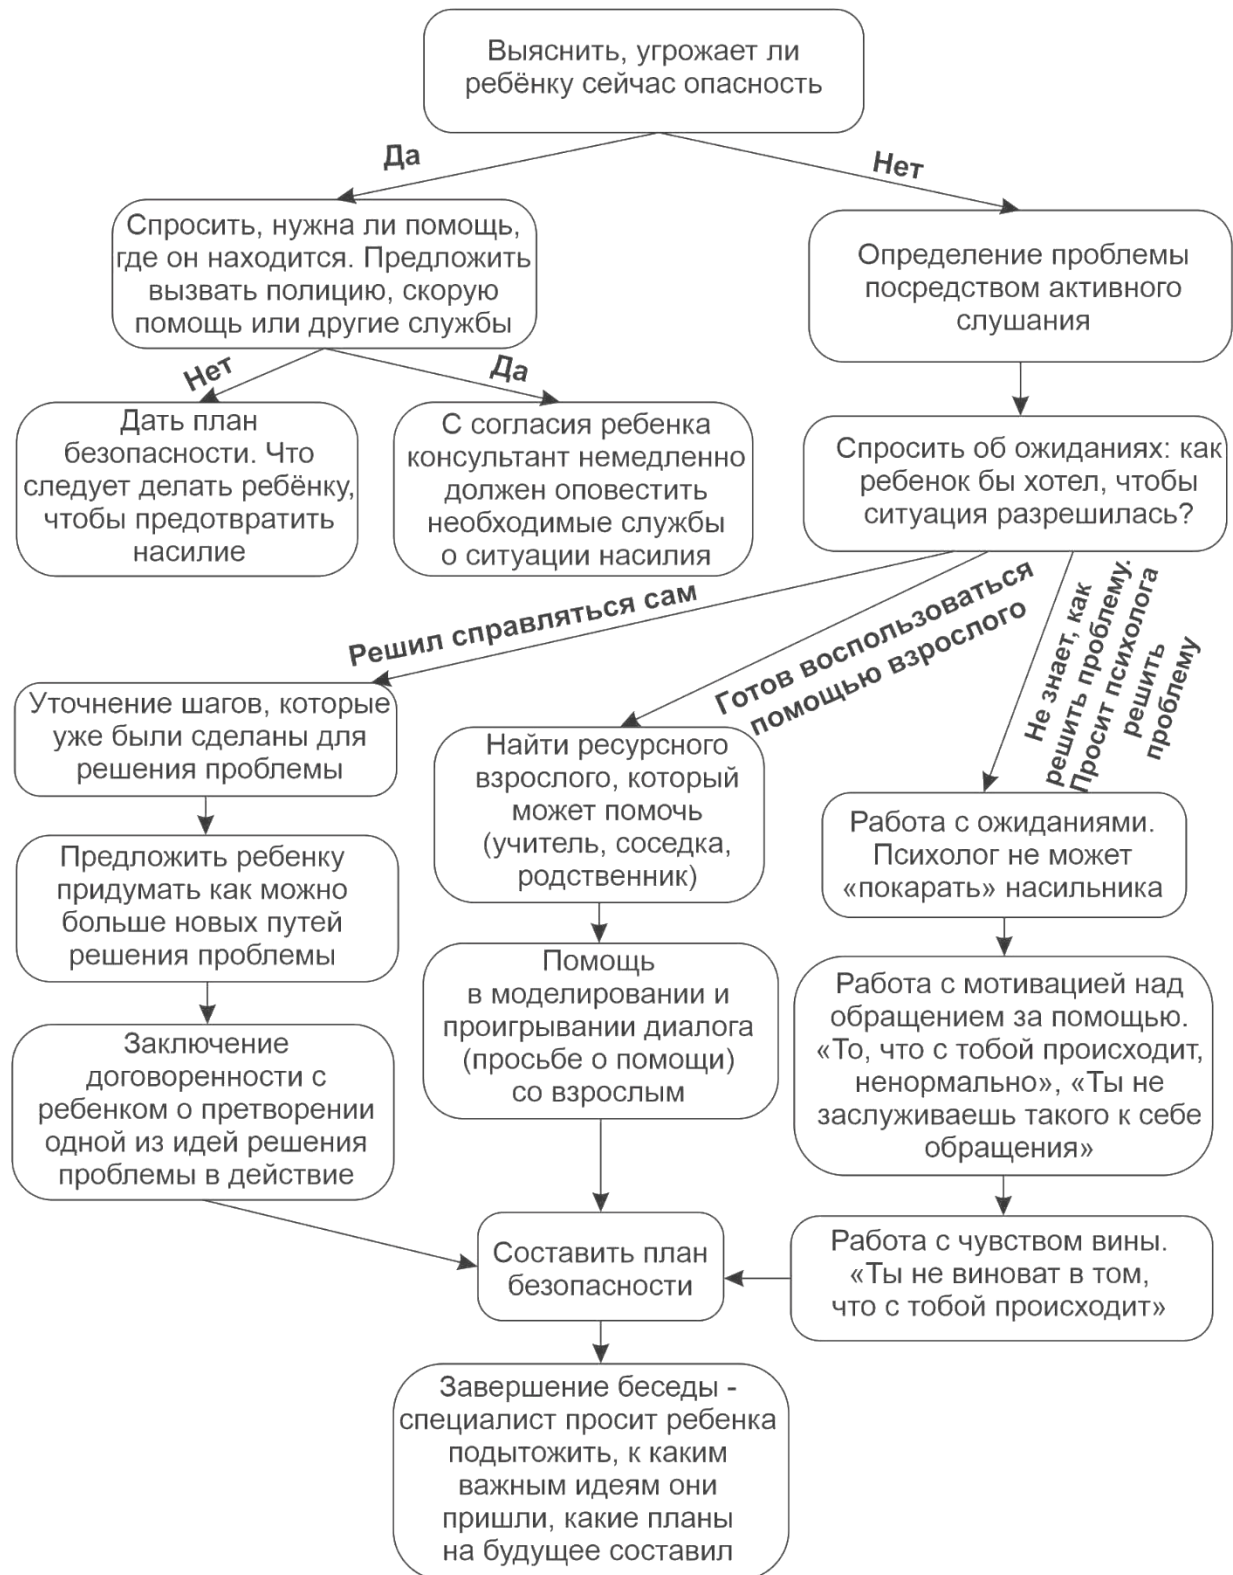 Выяснить, угрожает ли
ребёнку сейчас опасность
Да
Нет
Спросить, нужна ли помощь,
где он находится. Предложить
вызвать полицию, скорую
помощь или другие службы
Определение проблемы
посредством активного
слушания
Нет
Да
Дать план
безопасности. Что
следует делать ребёнку,
чтобы предотвратить
насилие
С согласия ребенка
консультант немедленно
должен оповестить
необходимые службы
о ситуации насилия
Спросить об ожиданиях: как
ребенок бы хотел, чтобы
ситуация разрешилась?
Решил справляться сам
Готов воспользоваться
помощью взрослого
Не знает, как
решить проблему.
Просит психолога
решить
проблему
Уточнение шагов, которые
уже были сделаны для
решения проблемы
Предложить ребенку
придумать как можно
больше новых путей
решения проблемы
Заключение
договоренности с
ребенком о претворении
одной из идей решения
проблемы в действие
Найти ресурсного
взрослого, который
может помочь
(учитель, соседка,
родственник)
Помощь
в моделировании и
проигрывании диалога
(просьбе о помощи)
со взрослым
Работа с ожиданиями.
Психолог не может
«покарать» насильника
Работа с мотивацией над
обращением за помощью.
«То, что с тобой происходит,
ненормально», «Ты не
заслуживаешь такого к себе
обращения»
Работа с чувством вины.
«Ты не виноват в том,
что с тобой происходит»
Составить план
безопасности
Завершение беседы -
специалист просит ребенка
подытожить, к каким
важным идеям они
пришли, какие планы
на будущее составил